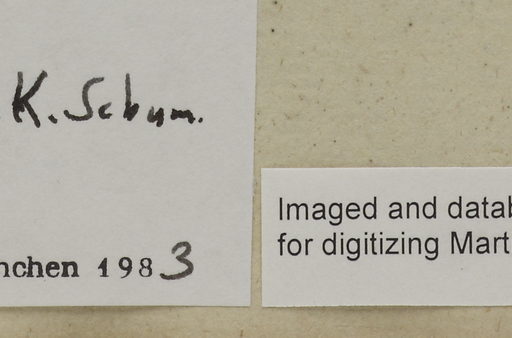 K. Schum.
nchen 1983
Imaged and datab
for digitizing Mart